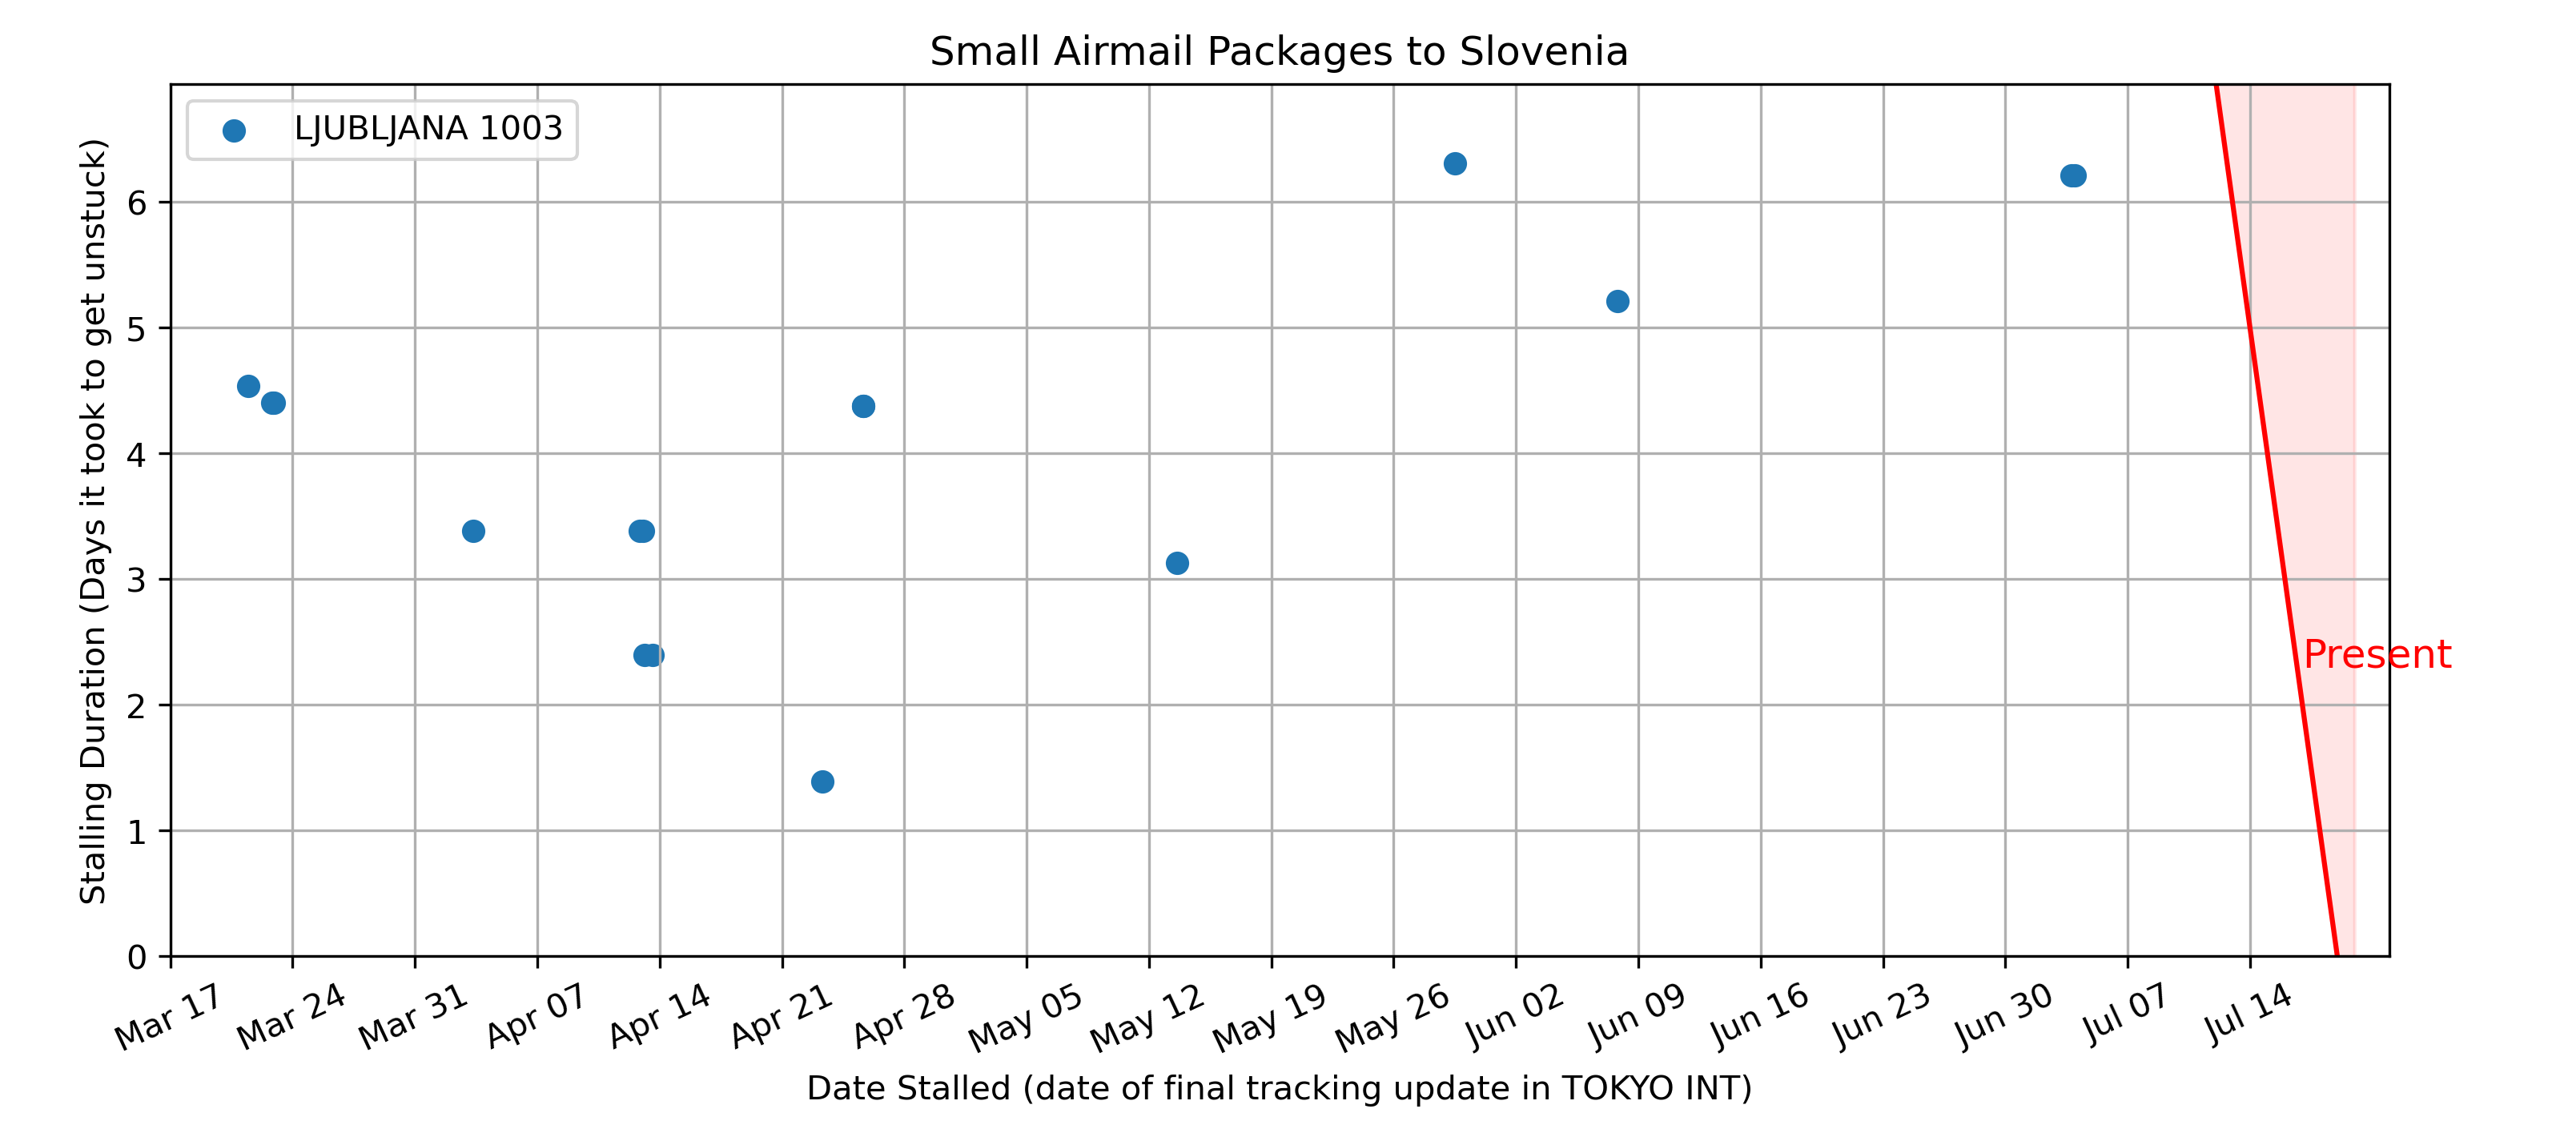 Small Airmail Packages to Slovenia
LJUBLJANA 1003
Stalling Duration (Days it took to get unstuck)
6
5
4
3
2
1
0
Present
Mar 17
Mar 24
Mar 31
Apr 07
Apr 14
Apr 21
Apr 28
May 05
May 12
May 19
May 26
Jun 02
Jun 09
Jun 16
Jun 23
Jun 30
Jul 07
Jul 14
Date Stalled (date of final tracking update in TOKYO INT)